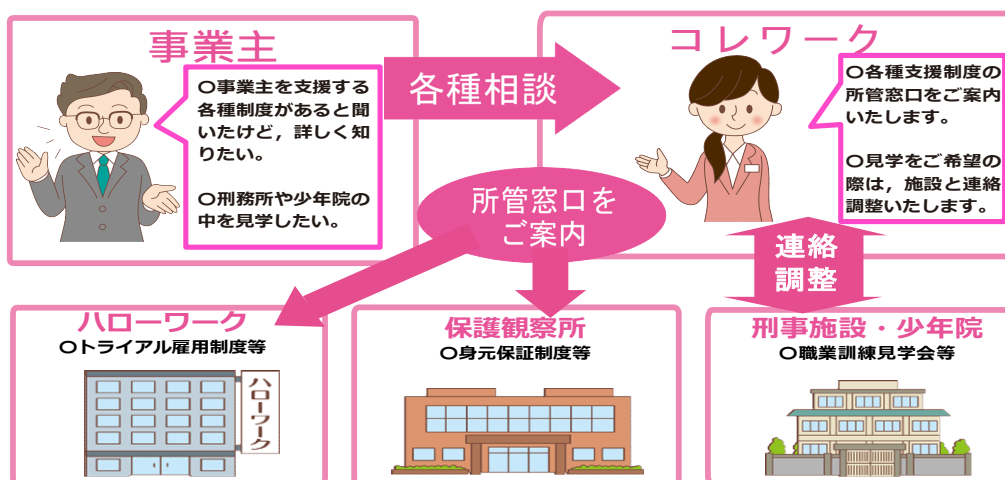 事業主
〇事業主を支援する
各種制度があると聞
いたけど，詳しく知
りたい。
〇刑務所や少年院の
中を見学したい。
各種相談
コレワーク
〇各種支援制度の
所管窓口をご案内
いたします。
〇見学をご希望の
際は，施設と連絡
調整いたします。
所管窓口を
ご案内
連絡
調整
ハローワーク
〇トライアル雇用制度等
ハローワーク
保護観察所
〇身元保証制度等
刑事施設・少年院
〇職業訓練見学会等